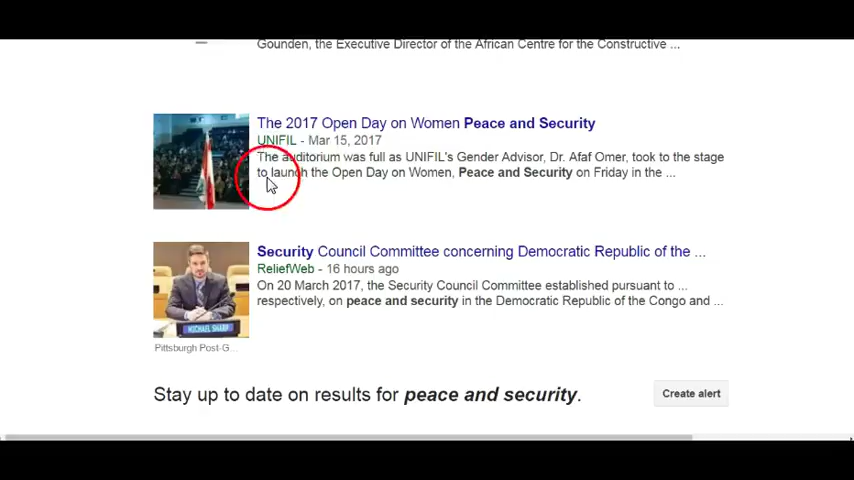 Gounden, the Executive Director of the African Centre for the Constructive ...
The 2017 Open Day on Women Peace and Security
UNIFIL - Mar 15, 2017
The auditorium was full as UNIFIL's Gender Advisor, Dr. Afaf Omer, took to the stage
to launch the Open Day on Women, Peace and Security on Friday in the ...
Security Council Committee concerning Democratic Republic of the ...
ReliefWeb - 16 hours ago
On 20 March 2017, the Security Council Committee established pursuant to ...
respectively, on peace and security in the Democratic Republic of the Congo and ...
MICHAEL SHARP
Pittsburgh Post-G...
Stay up to date on results for peace and security.
Create alert